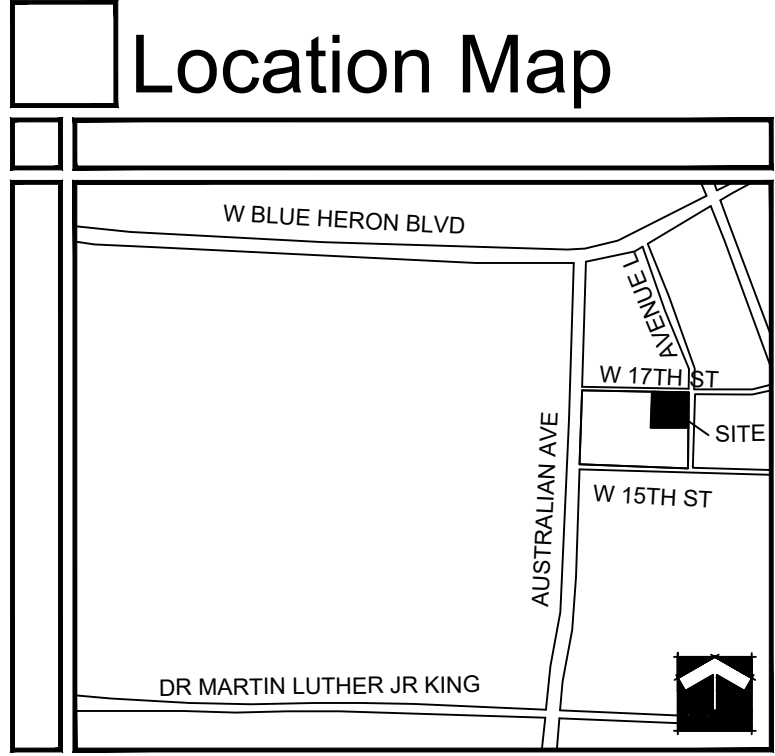 Location Map
W BLUE HERON BLVD
AVENUE L
W 17TH ST
SITE
AUSTRALIAN AVE
W 15TH ST
DR MARTIN LUTHER JR KING